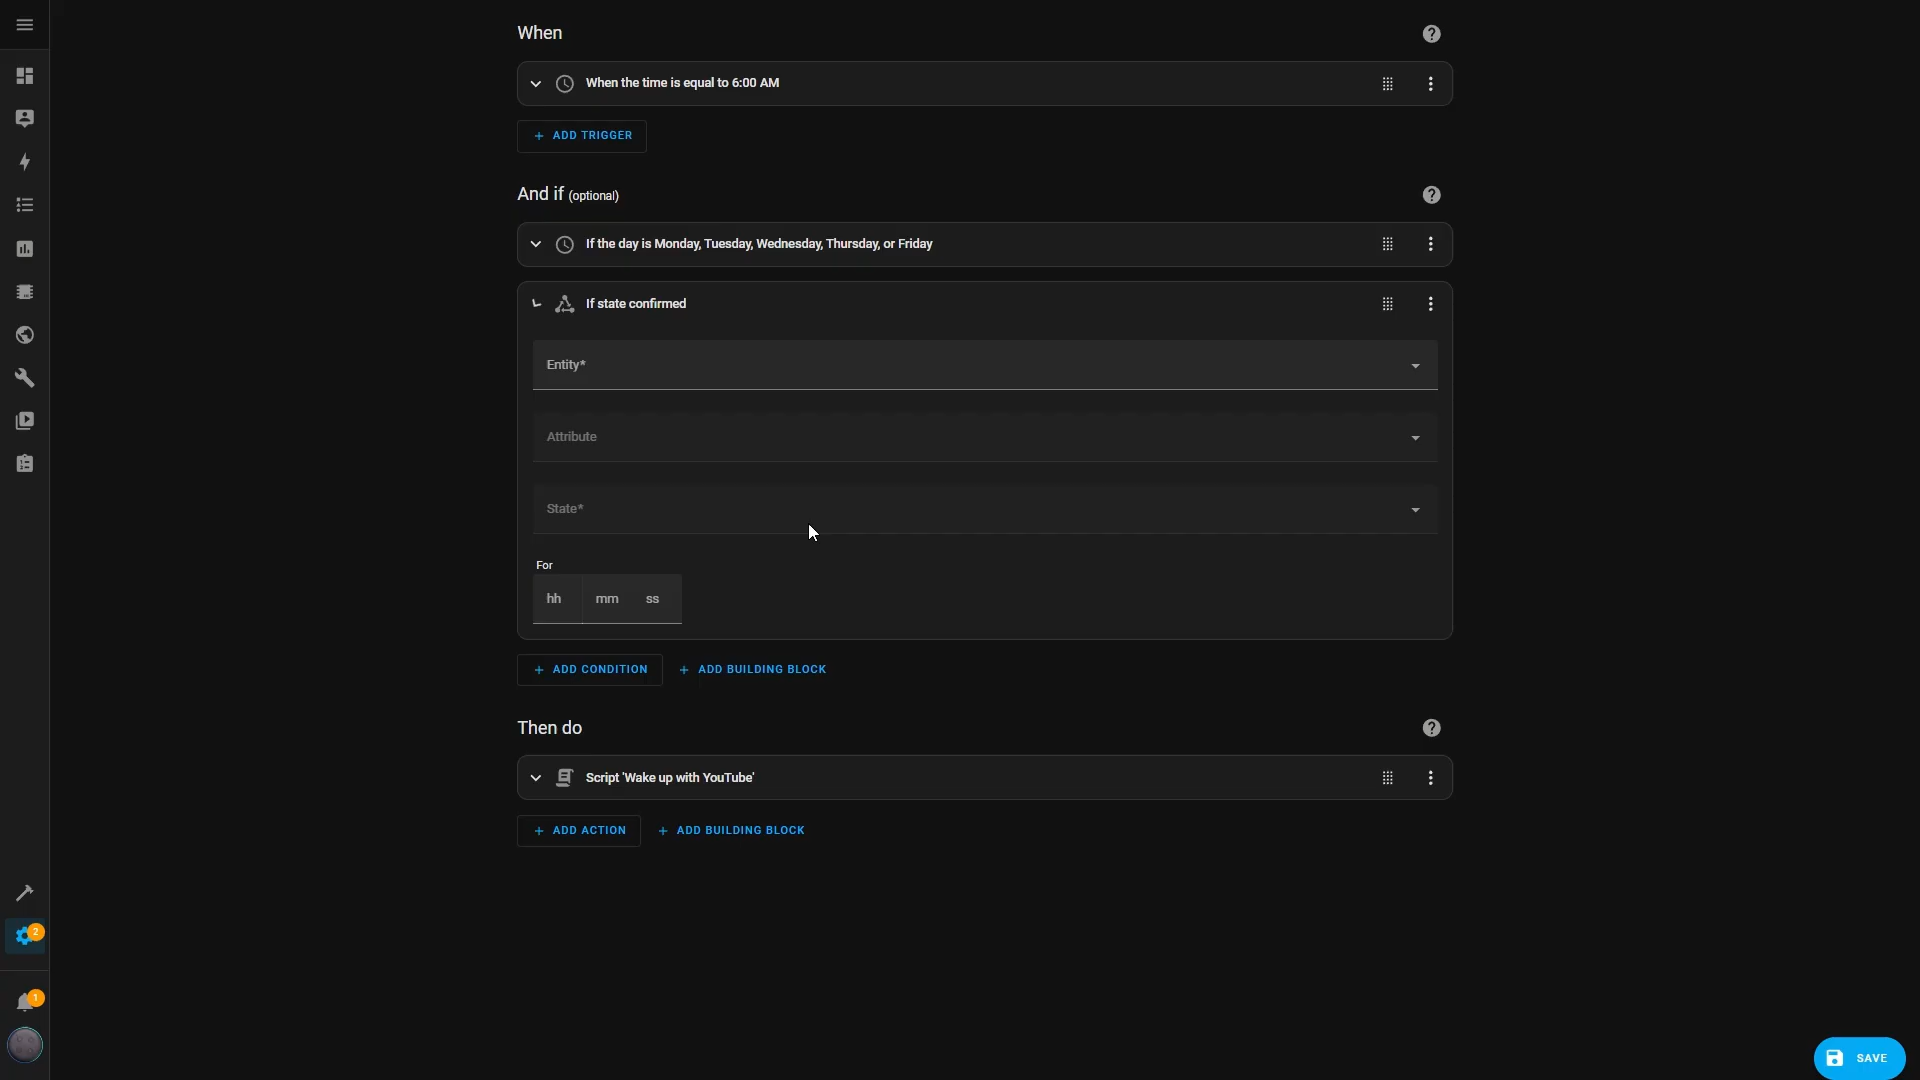 When
When the time is equal to 6:00 AM
ADD TRIGGER
And if (optional)
If the day is Monday, Tuesday, Wednesday, Thursday, or Friday
If state confirmed
Entity*
Attribute
State*
For
hh mm ss
ADD CONDITION ADD BUILDING BLOCK
Then do
Script 'Wake up with YouTube'
ADD ACTION ADD BUILDING BLOCK
2
1
SAVE